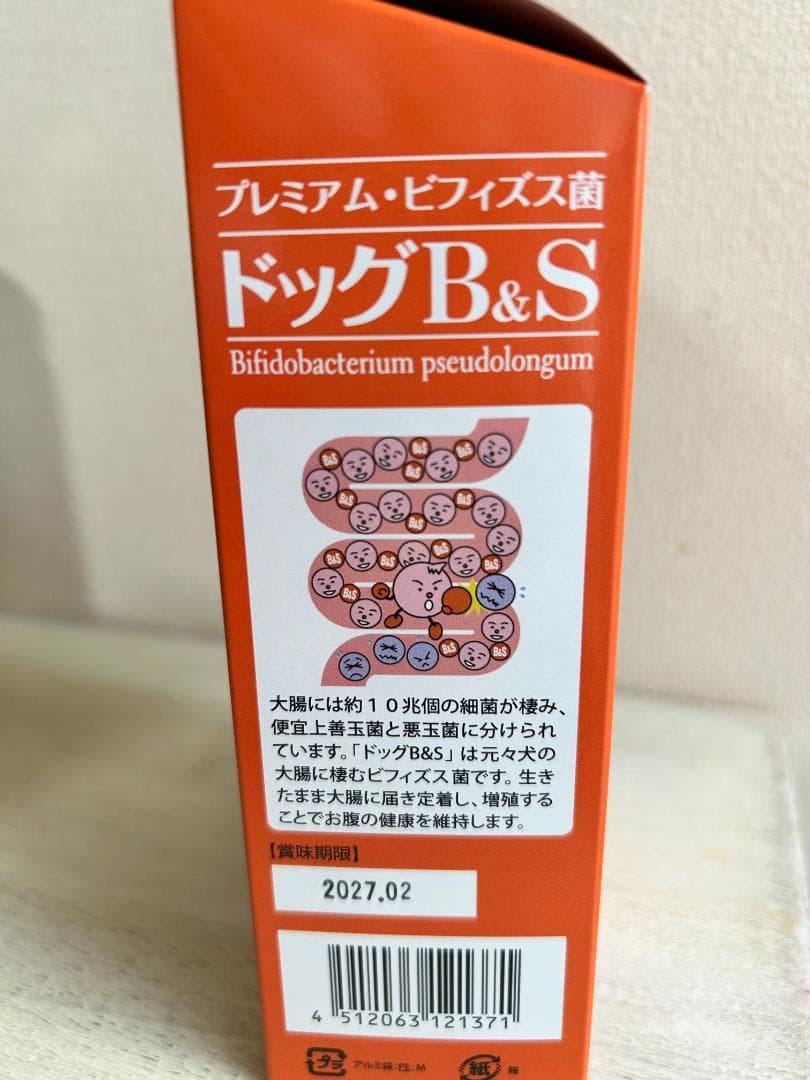 プレミアム・ビフィズス菌
ドッグB&S
Bifidobacterium pseudolongum
B&S
B&S
B&S
B&S
B&S
B&S
B&S
B&S
B&S
B&S
B&S
B&S
大腸には約１０兆個の細菌が棲み、
便宜上善玉菌と悪玉菌に分けられ
ています。「ドッグB&S」は元々犬の
大腸に棲むビフィズス菌です。生き
たまま大腸に届き定着し、増殖する
ことでお腹の健康を維持します。
【賞味期限】
2027.02
4 512063 121371
プラ
アルミ袋:PE, M
紙
箱